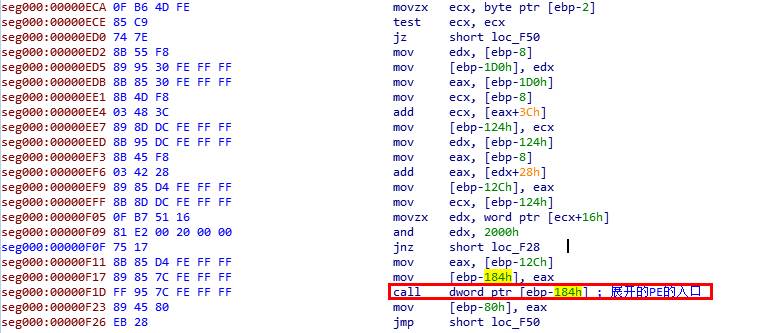 seg000:00000ECA 0F B6 4D FE movzx ecx, byte ptr [ebp-2]
seg000:00000ECE 85 C9 test ecx, ecx
seg000:00000ED0 74 7E jz short loc_F50
seg000:00000ED2 8B 55 F8 mov edx, [ebp-8]
seg000:00000ED5 89 95 30 FE FF FF mov [ebp-1D0h], edx
seg000:00000EDB 8B 85 30 FE FF FF mov eax, [ebp-1D0h]
seg000:00000EE1 8B 4D F8 mov ecx, [ebp-8]
seg000:00000EE4 03 48 3C add ecx, [eax+3Ch]
seg000:00000EE7 89 8D DC FE FF FF mov [ebp-124h], ecx
seg000:00000EED 8B 95 DC FE FF FF mov edx, [ebp-124h]
seg000:00000EF3 8B 45 F8 mov eax, [ebp-8]
seg000:00000EF6 03 42 28 add eax, [edx+28h]
seg000:00000EF9 89 85 D4 FE FF FF mov [ebp-12Ch], eax
seg000:00000EFF 8B 8D DC FE FF FF mov ecx, [ebp-124h]
seg000:00000F05 0F B7 51 16 movzx edx, word ptr [ecx+16h]
seg000:00000F09 81 E2 00 20 00 00 and edx, 2000h
seg000:00000F0F 75 17 jnz short loc_F28
seg000:00000F11 8B 85 D4 FE FF FF mov eax, [ebp-12Ch]
seg000:00000F17 89 85 7C FE FF FF mov [ebp-184h], eax
seg000:00000F1D FF 95 7C FE FF FF call dword ptr [ebp-184h] ; 展开的PE的入口
seg000:00000F23 89 45 80 mov [ebp-80h], eax
seg000:00000F26 EB 28 jmp short loc_F50